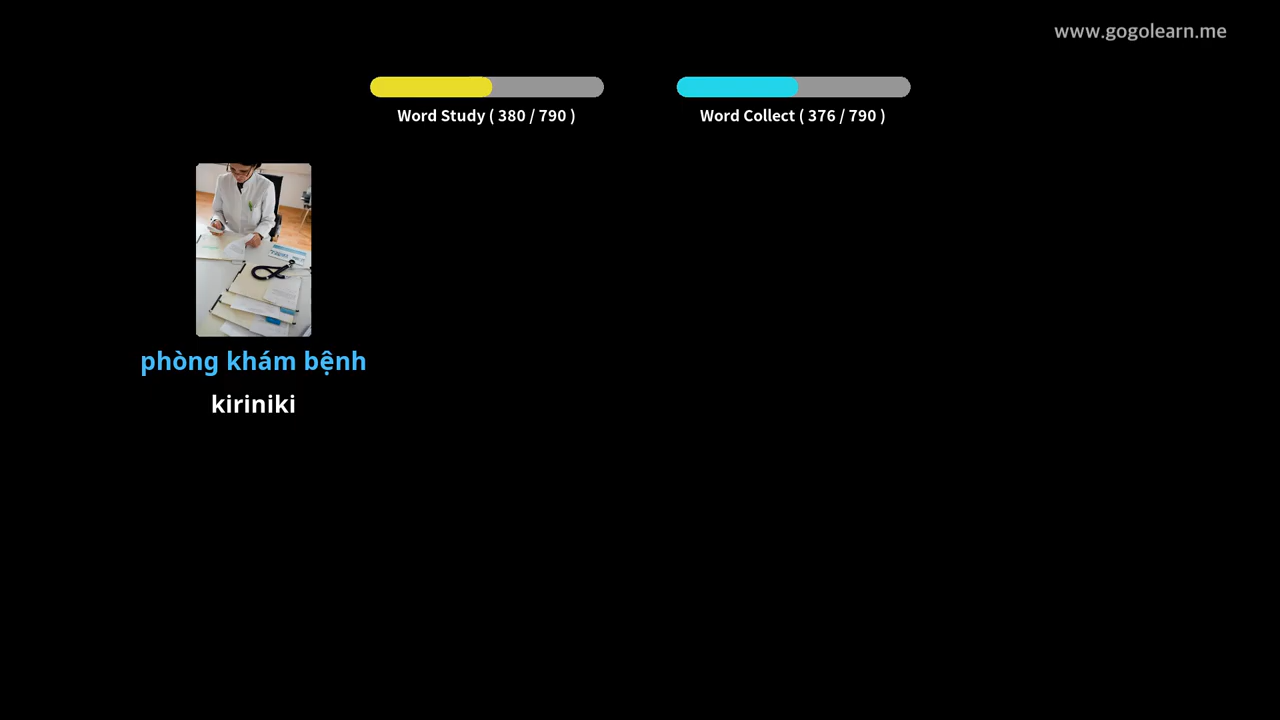 www.gogolearn.me
Word Study ( 380 / 790 )
Word Collect ( 376 / 790 )
phòng khám bệnh
kiriniki